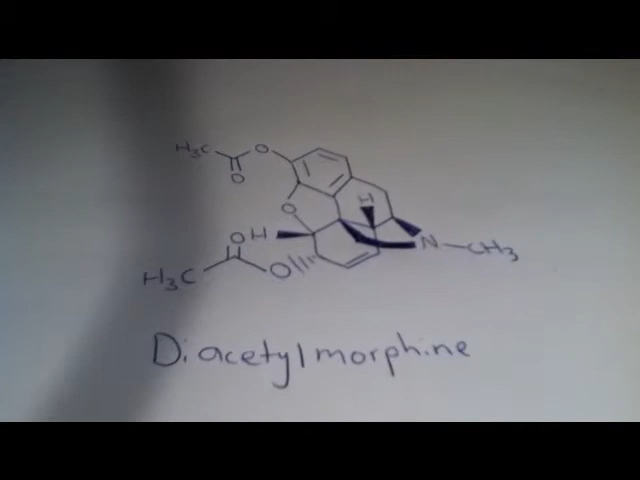 H₃C O
O
O
H
O H
N CH₃
H₃C O
Diacetylmorphine